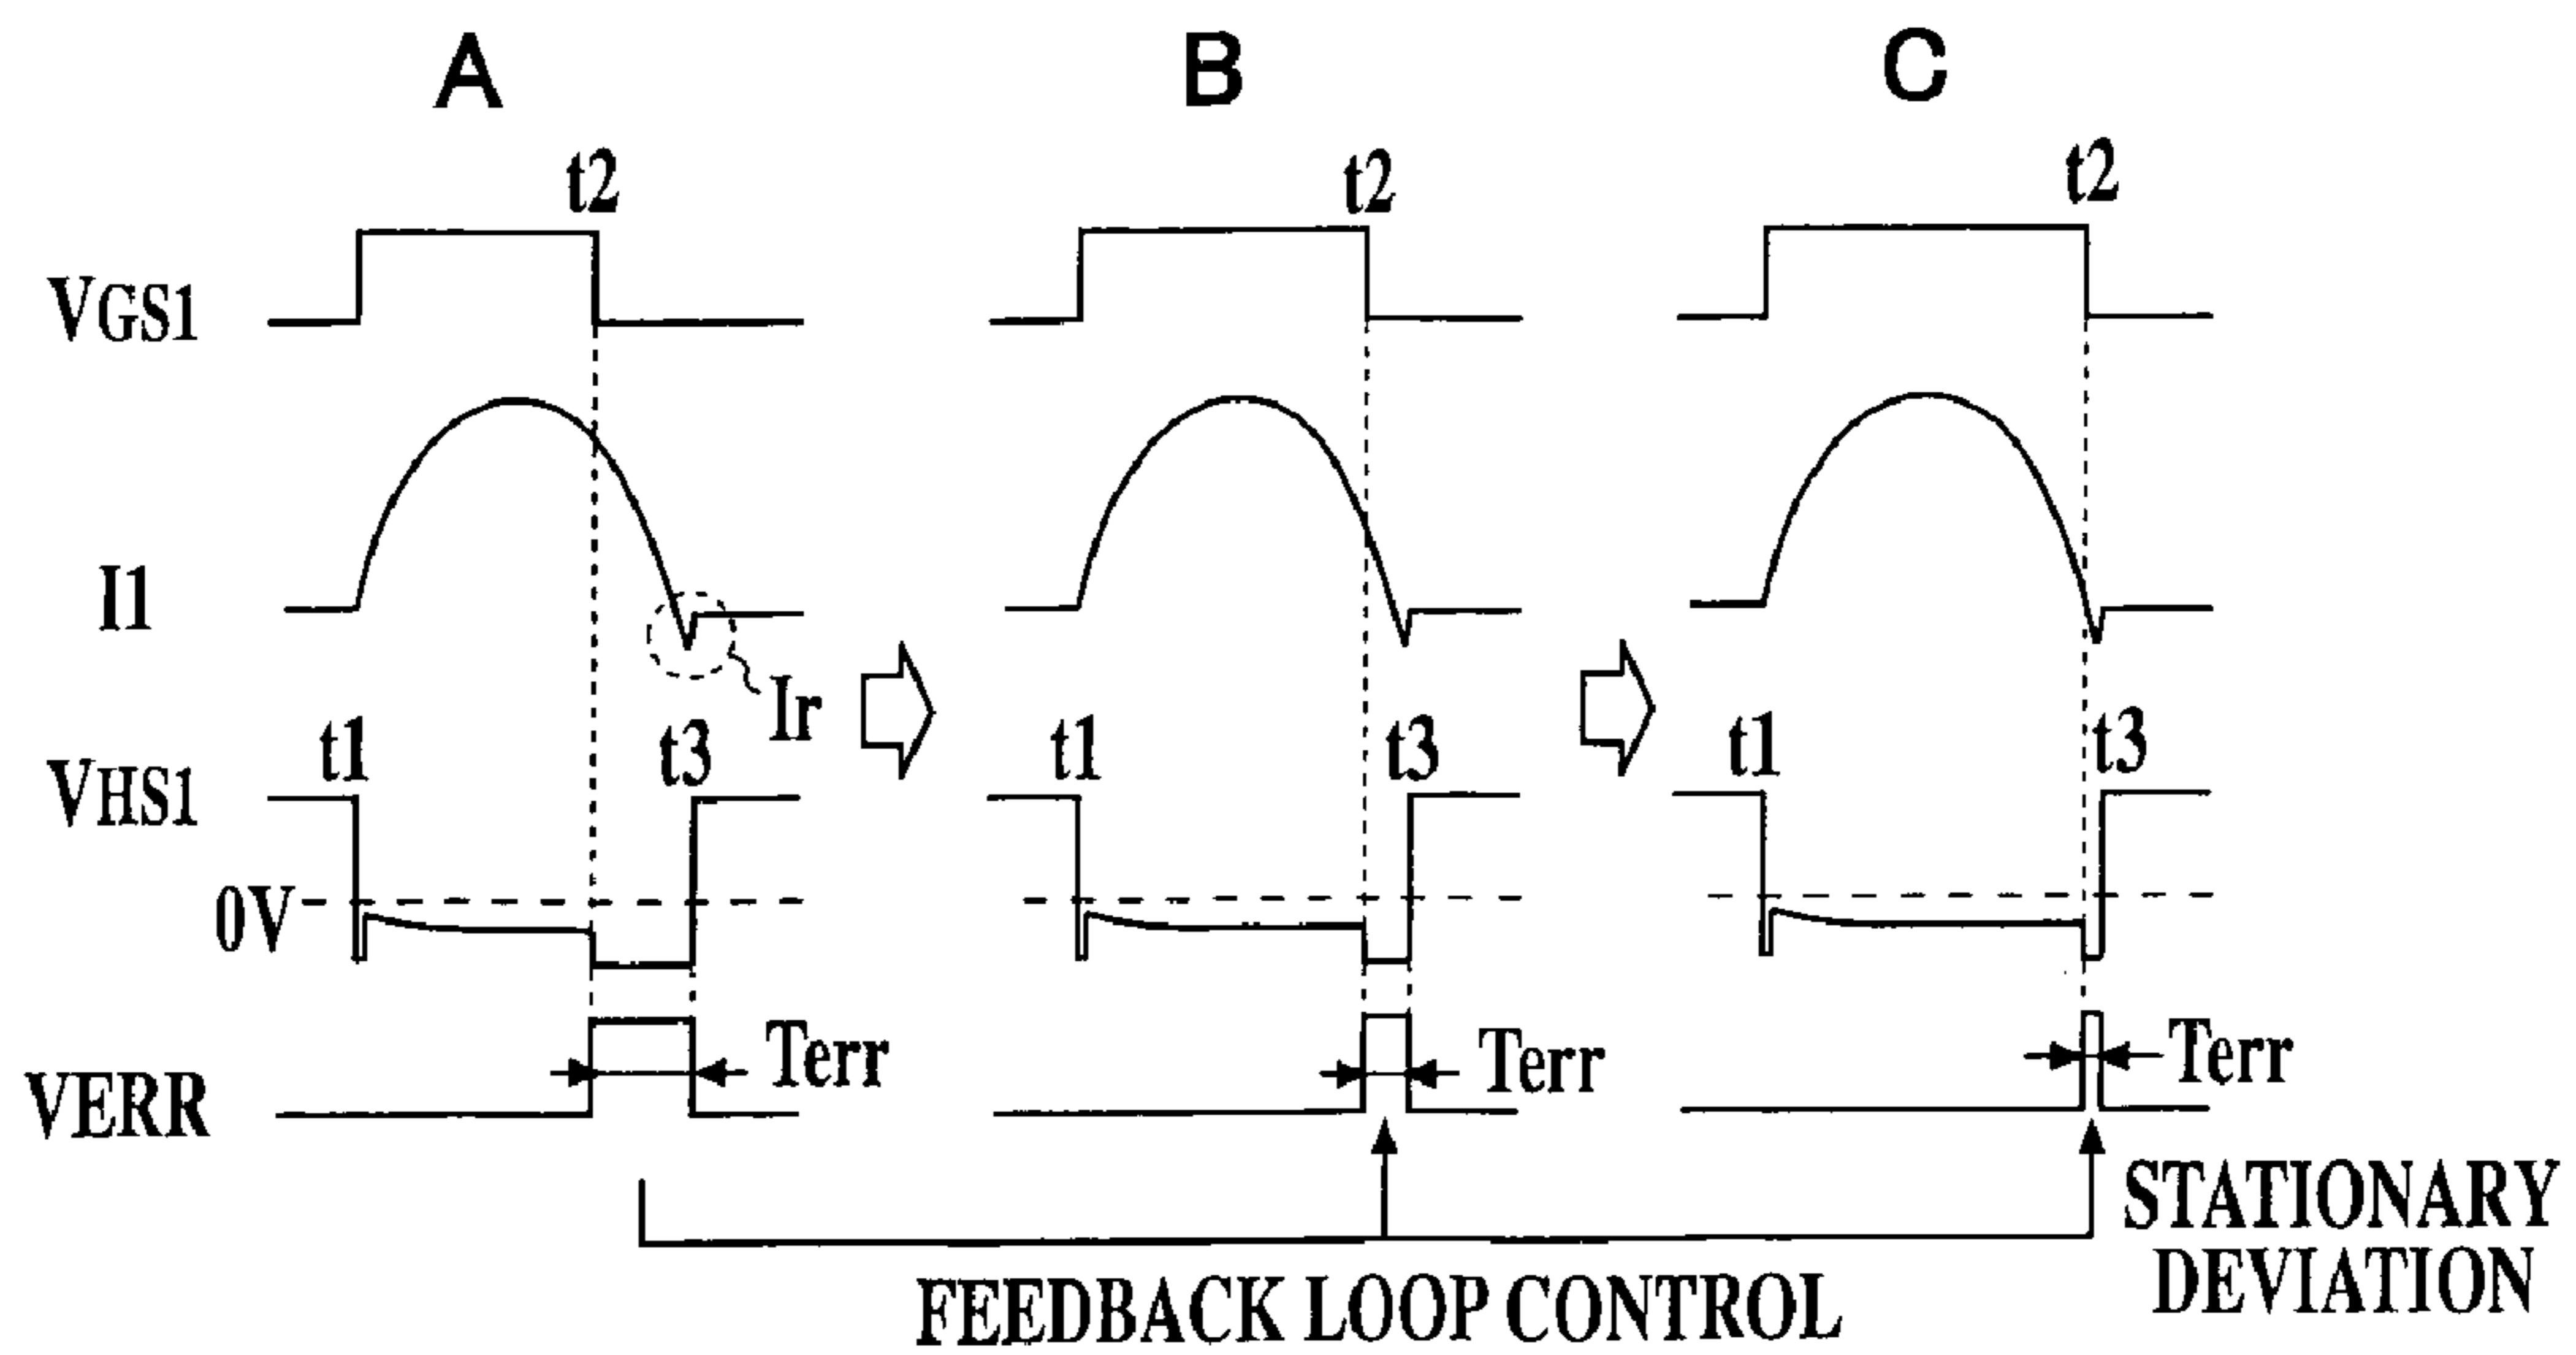 A B C
t2 t2 t2
VGS1
I1
Ir
t1 t3 t1 t3 t1 t3
VHS1
0V
Terr Terr Terr
VERR
STATIONARY
DEVIATION
FEEDBACK LOOP CONTROL